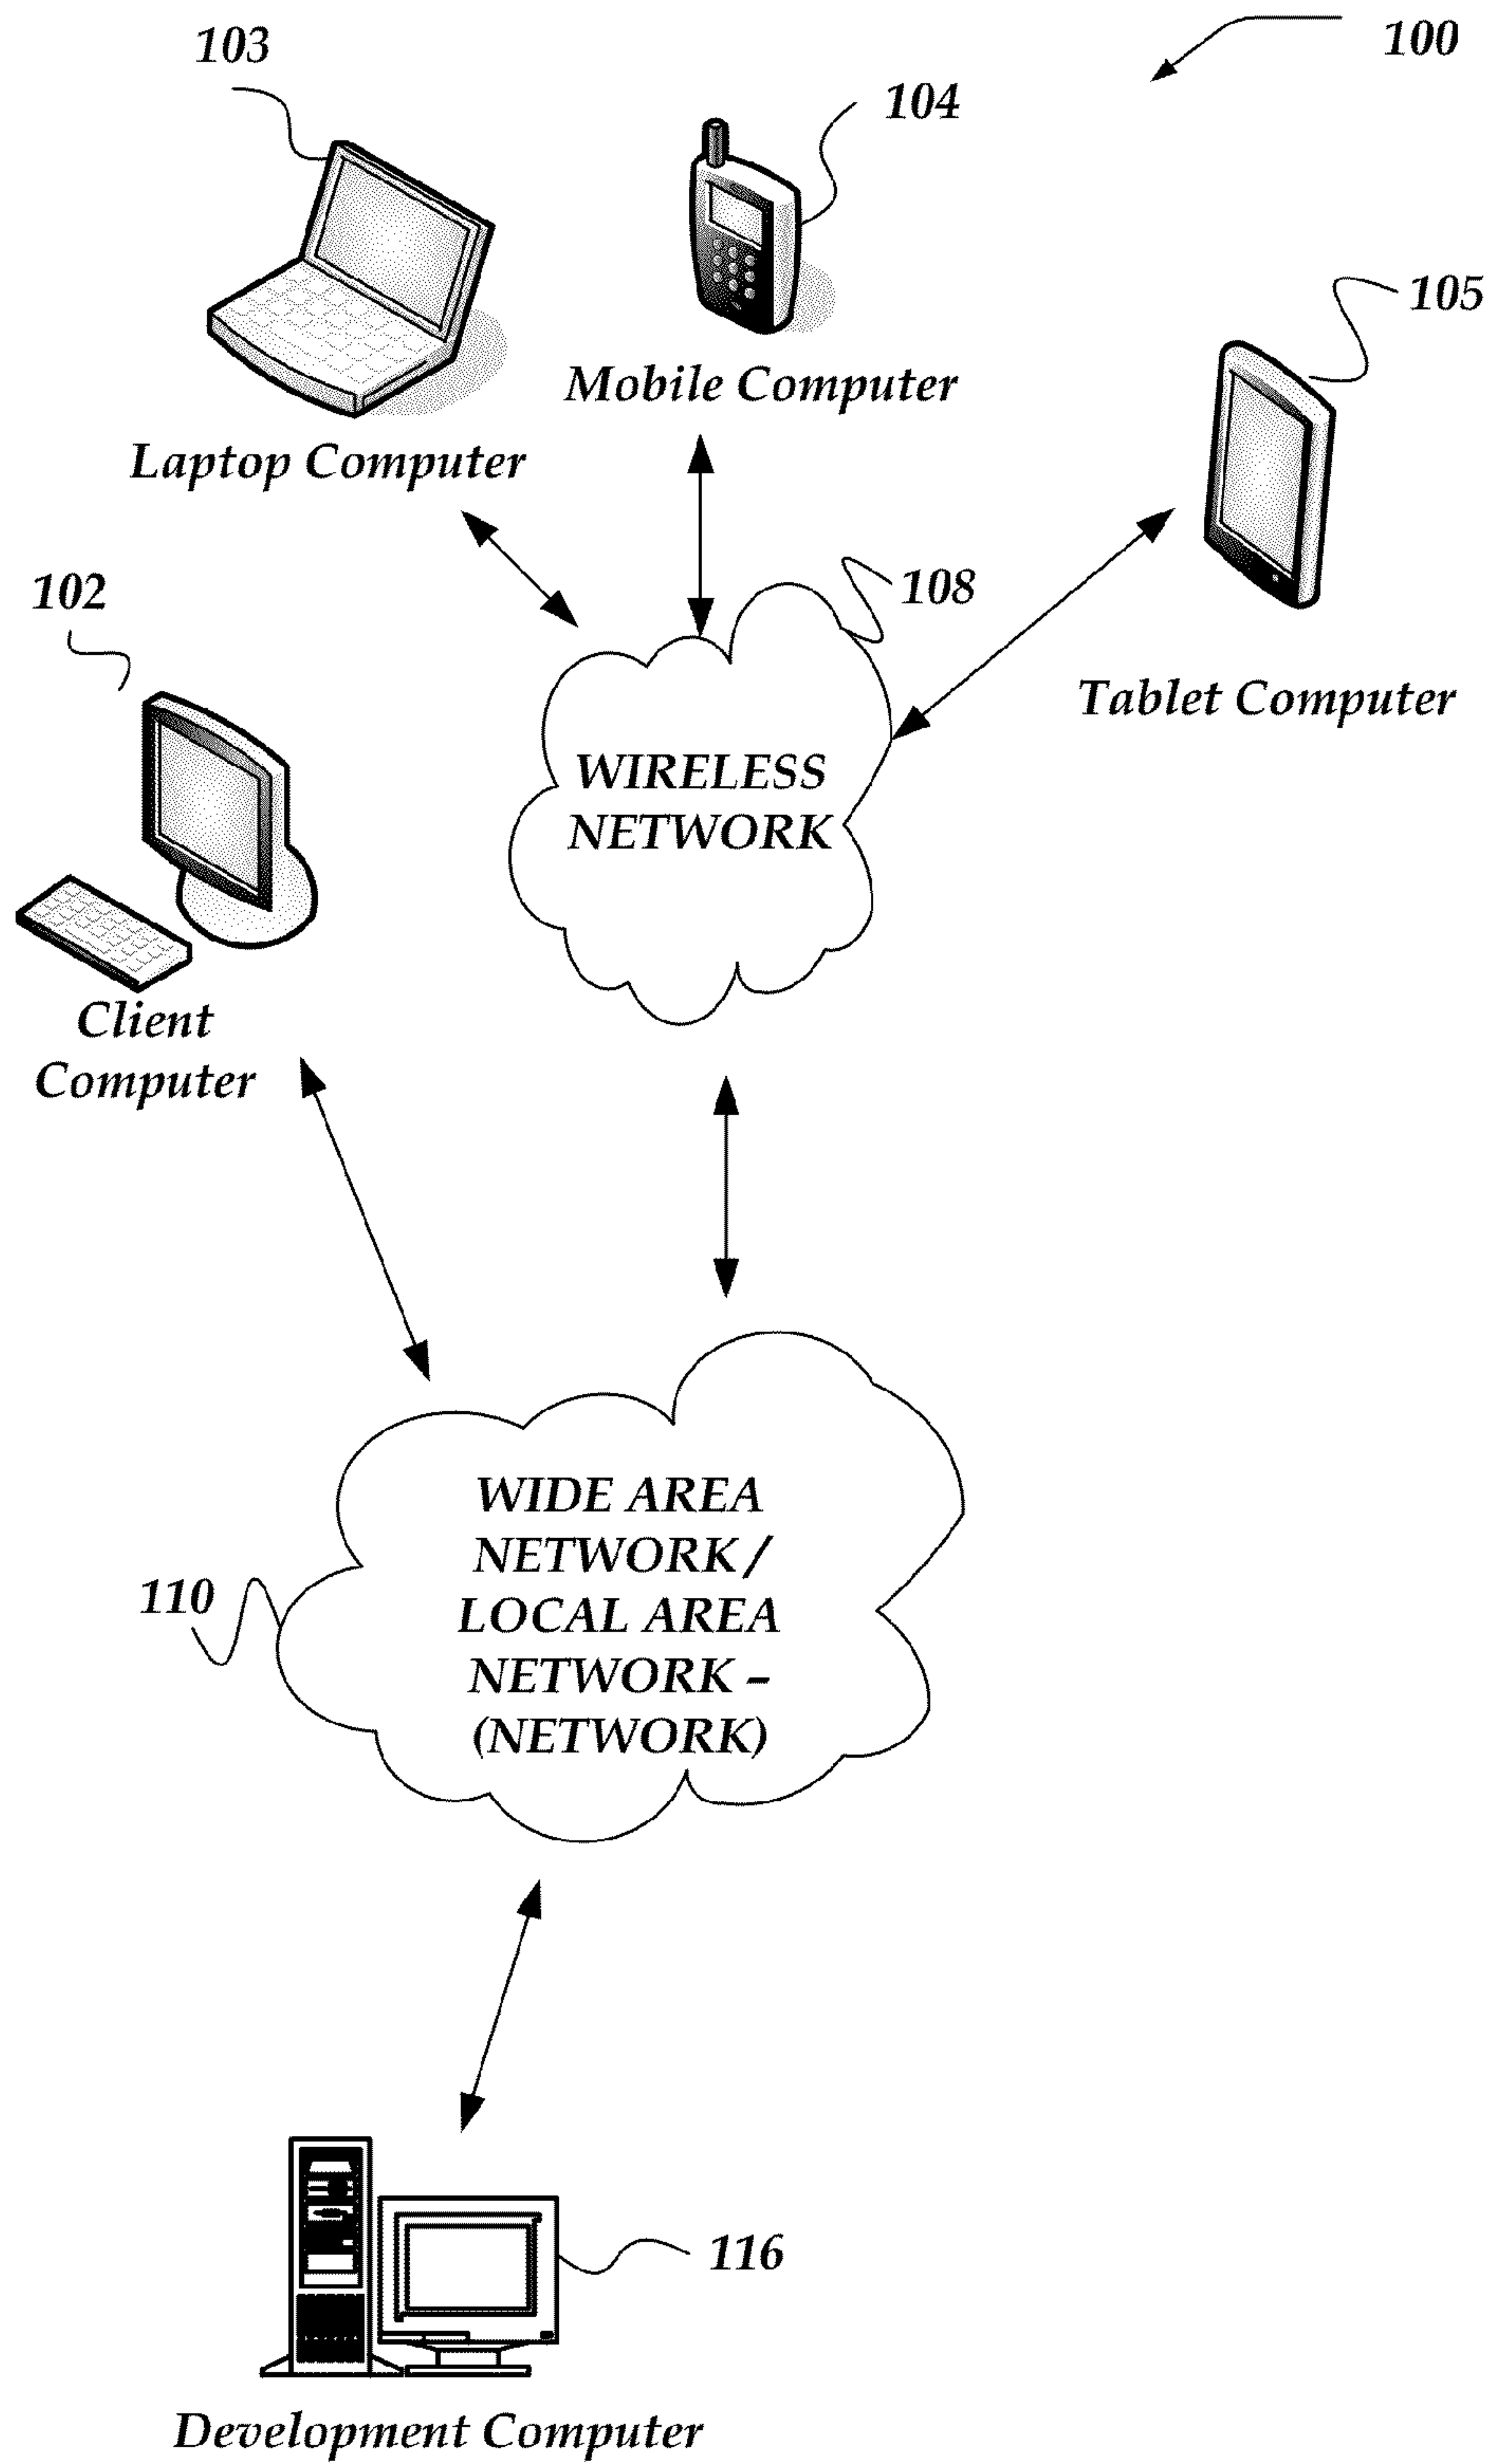 103
100
104
105
Mobile Computer
Laptop Computer
102
108
Tablet Computer
WIRELESS
NETWORK
Client
Computer
WIDE AREA
NETWORK /
LOCAL AREA
NETWORK –
(NETWORK)
110
116
Development Computer